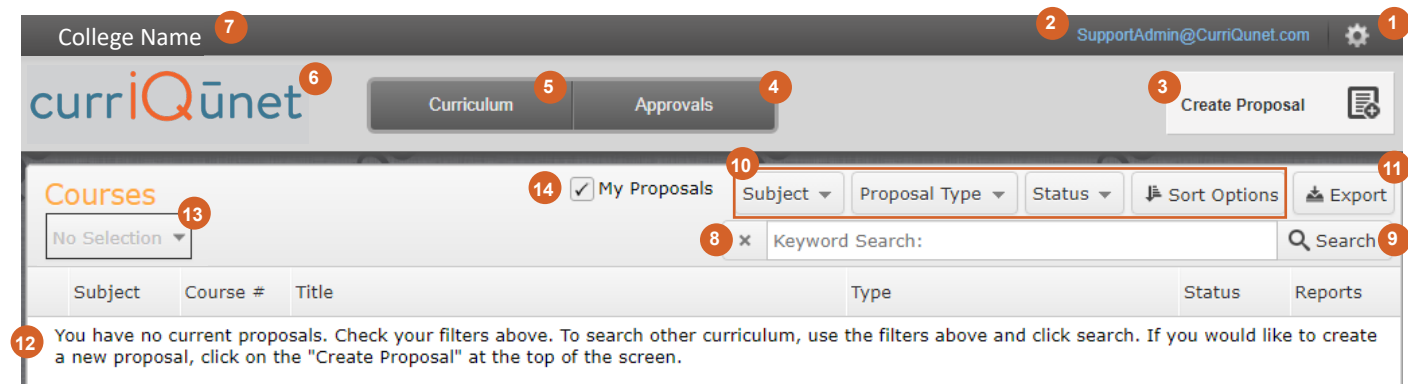 College Name 7 2 SupportAdmin@CurriQunet.com 1
currIQūnet 6 Curriculum 5 Approvals 4 3 Create Proposal
Courses 14 My Proposals 10 Subject Proposal Type Status Sort Options 11 Export
No Selection 13 8 × Keyword Search: Search 9
Subject Course # Title Type Status Reports
12 You have no current proposals. Check your filters above. To search other curriculum, use the filters above and click search. If you would like to create
a new proposal, click on the "Create Proposal" at the top of the screen.